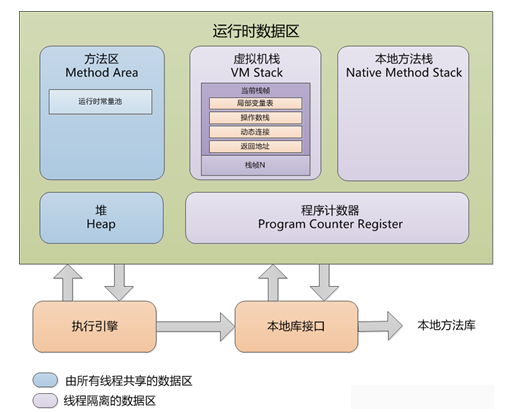 运行时数据区
方法区
Method Area
运行时常量池
虚拟机栈
VM Stack
当前栈帧
局部变量表
操作数栈
动态连接
返回地址
栈帧N
本地方法栈
Native Method Stack
堆
Heap
程序计数器
Program Counter Register
执行引擎
本地库接口
本地方法库
由所有线程共享的数据区
线程隔离的数据区